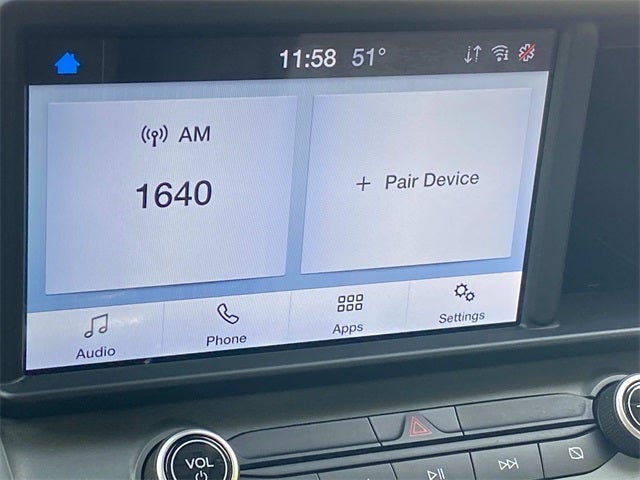 11:58 51°
AM
1640
+ Pair Device
Audio
Phone
Apps
Settings
VOL